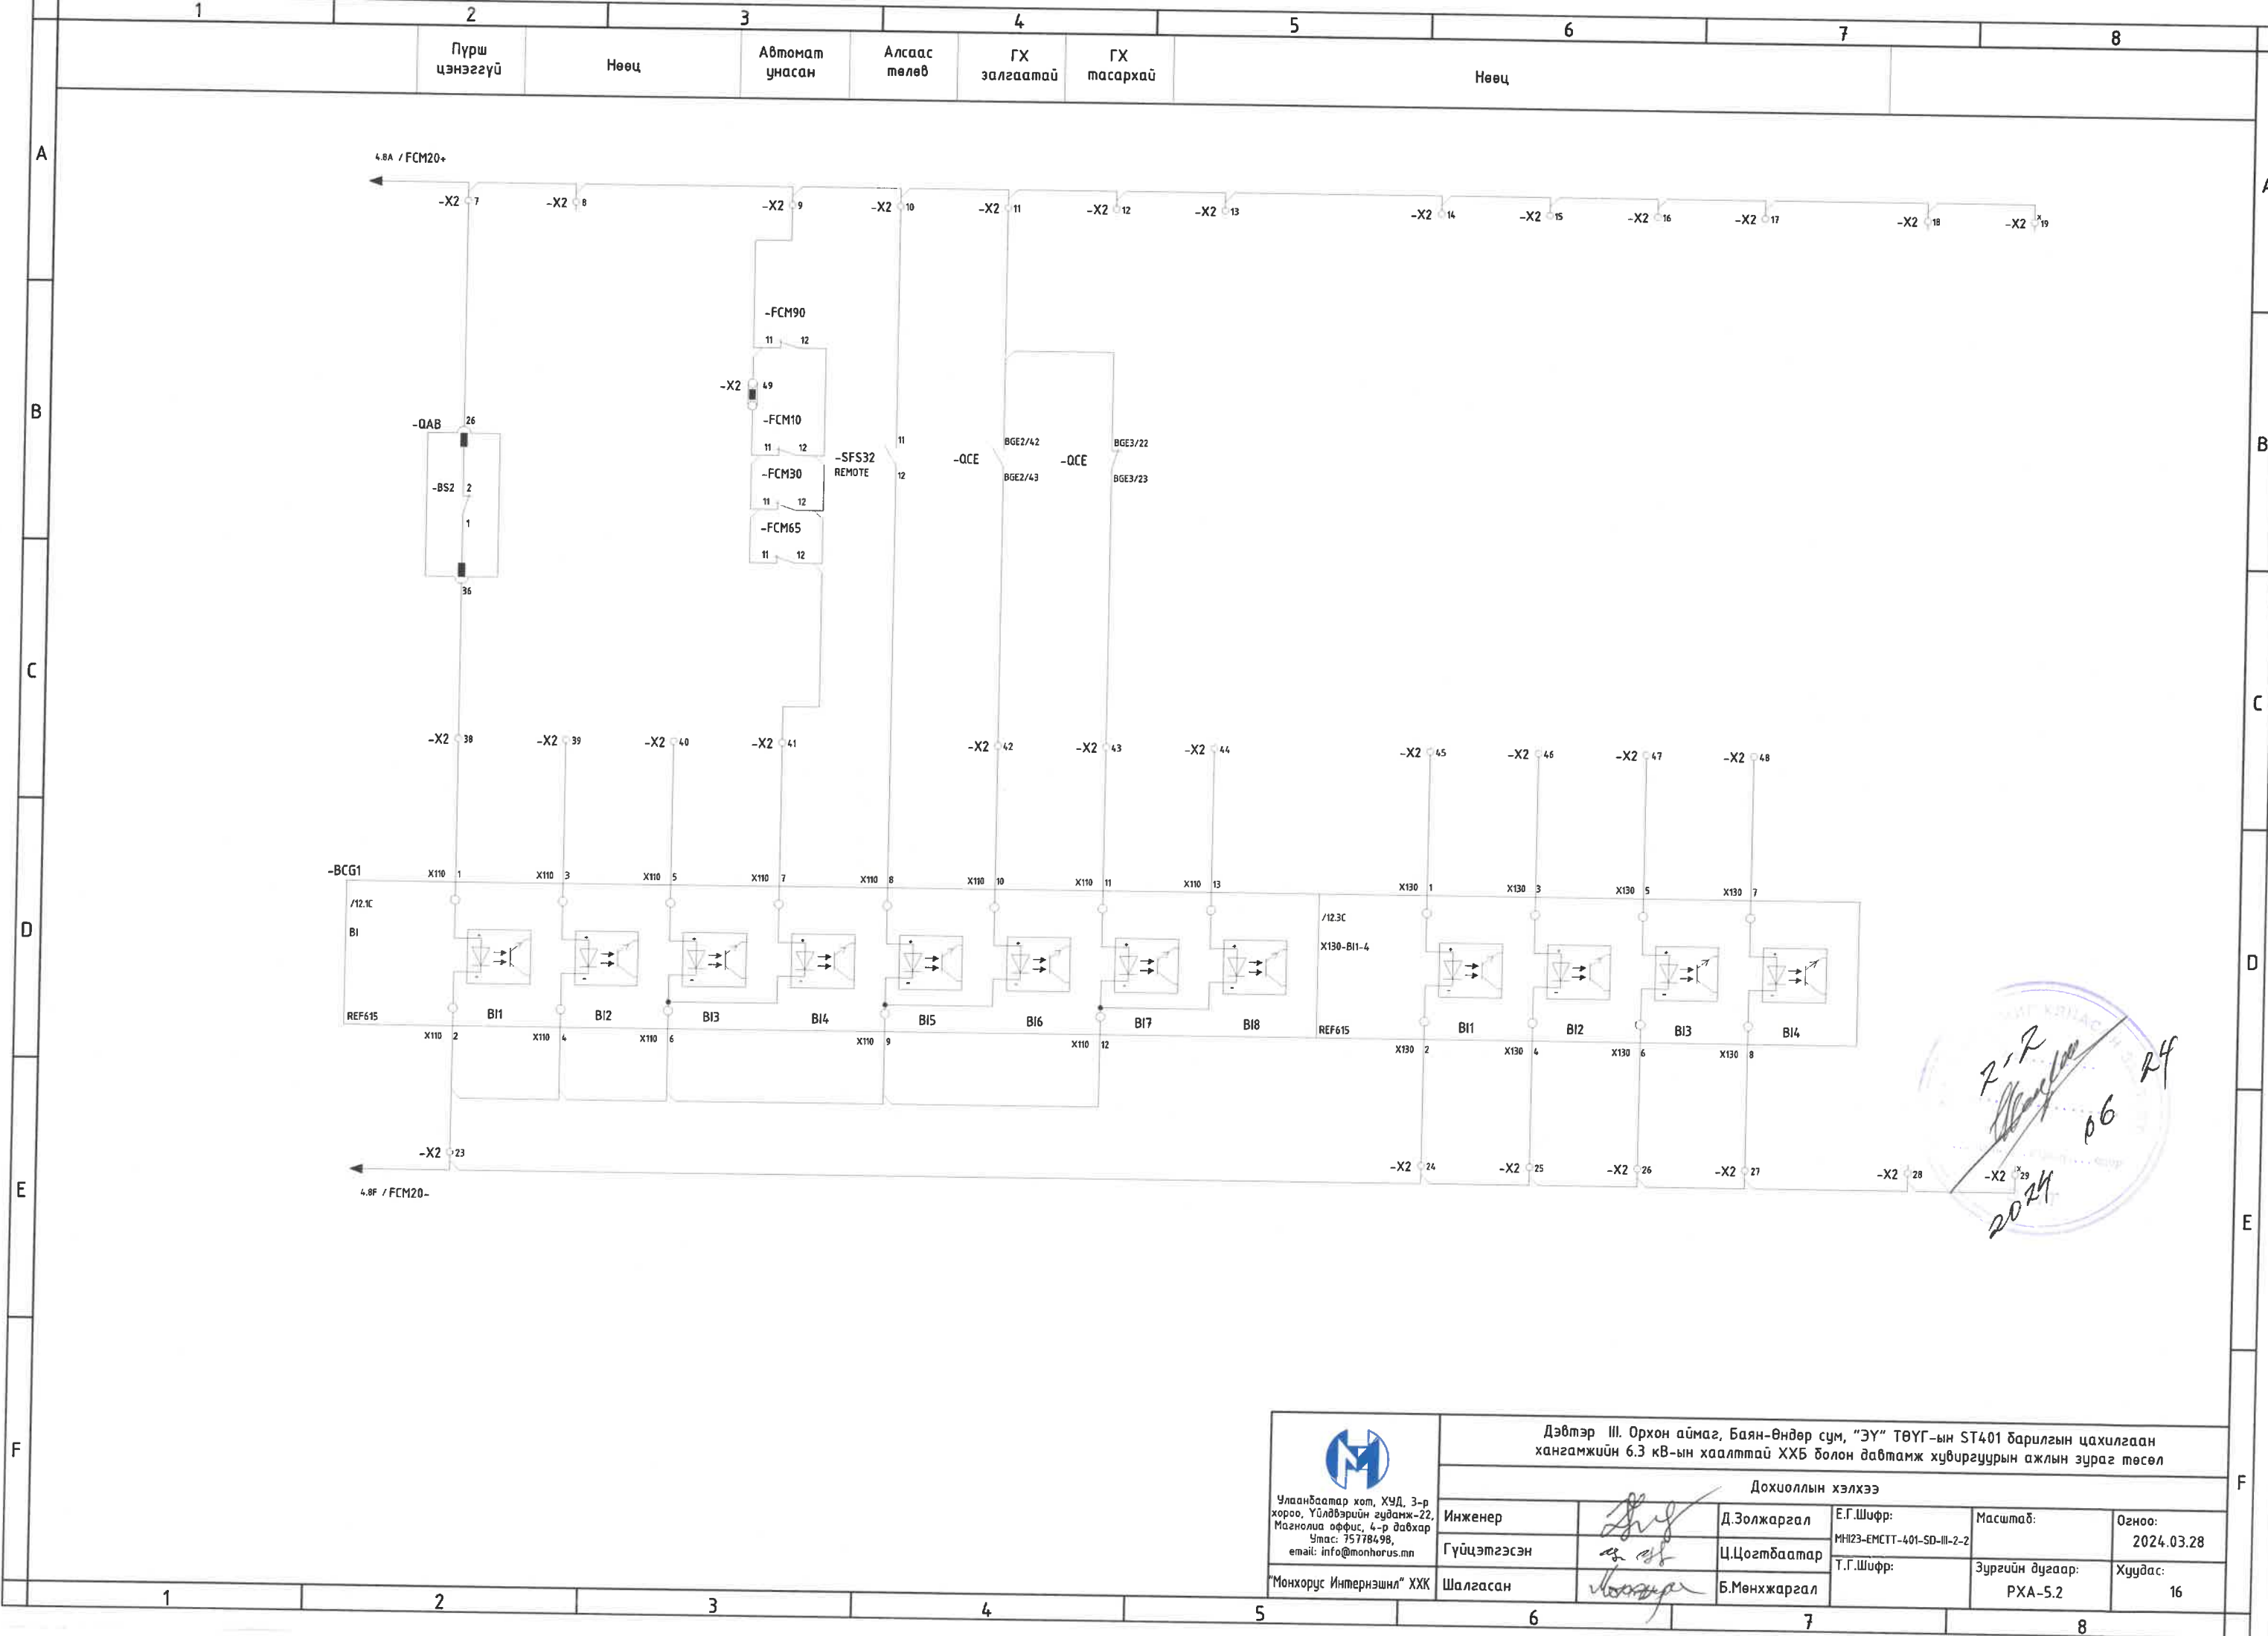 1 2 3 4 5 6 7 8
Пүрш
цэнэггүй
Нөөц
Автомат
унасан
Алсаас
төлөв
ГХ
залгаатай
ГХ
тасархай
Нөөц
A
4.8A / FCM20+
-X2 7
-X2 8
-X2 9
-X2 10
-X2 11
-X2 12
-X2 13
-X2 14
-X2 15
-X2 16
-X2 17
-X2 18
-X2 x 19
B
B
-FCM90
11 12
-X2 49
-FCM10
11 12
-FCM30
11 12
-FCM65
11 12
-QAB 26
-BS2 2
1
36
-SFS32
REMOTE
11
12
-QCE
BGE2/42
BGE2/43
-QCE
BGE3/22
BGE3/23
C
C
-X2 38
-X2 39
-X2 40
-X2 41
-X2 42
-X2 43
-X2 44
-X2 45
-X2 46
-X2 47
-X2 48
D
D
-BCG1
X110 1
X110 3
X110 5
X110 7
X110 8
X110 10
X110 11
X110 13
X130 1
X130 3
X130 5
X130 7
/12.1C
BI
/12.3C
X130-BI1-4
REF615
BI1
BI2
BI3
BI4
BI5
BI6
BI7
BI8
REF615
BI1
BI2
BI3
BI4
X110 2
X110 4
X110 6
X110 9
X110 12
X130 2
X130 4
X130 6
X130 8
E
E
-X2 23
-X2 24
-X2 25
-X2 26
-X2 27
-X2 28
-X2 x 29
4.8F / FCM20-
2024
06
24
F
F
Дэвтэр III. Орхон аймаг, Баян-Өндөр сум, "ЭҮ" ТӨҮГ-ын ST401 барилгын цахилгаан
хангамжийн 6.3 кВ-ын хаалттай ХХБ болон давтамж хувиргуурын ажлын зураг төсөл
Дохиоллын хэлхээ
Улаанбаатар хот, ХУД, 3-р
хороо, Үйлдвэрийн гудамж-22,
Магнолиа оффис, 4-р давхар
Утас: 75778498,
email: info@monhorus.mn
"Монхорус Интернэшнл" ХХК
Инженер
Д.Золжаргал
Гүйцэтгэсэн
Ц.Цогтбаатар
Шалгасан
Б.Мөнхжаргал
Е.Г.Шифр:
MHI23-EMCTT-401-SD-III-2-2
Т.Г.Шифр:
Масштаб:
Огноо:
2024.03.28
Зургийн дугаар:
РХА-5.2
Хуудас:
16
1 2 3 4 5 6 7 8